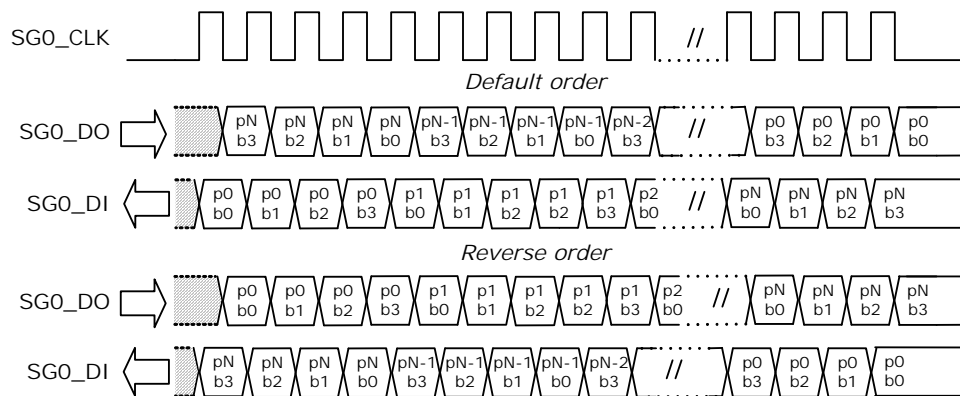 SG0_CLK //
Default order
SG0_DO pN pN pN pN pN-1 pN-1 pN-1 pN-1 pN-2 // p0 p0 p0 p0
b3 b2 b1 b0 b3 b2 b1 b0 b3 b3 b2 b1 b0
SG0_DI p0 p0 p0 p0 p1 p1 p1 p1 p1 p2 // pN pN pN pN
b0 b1 b2 b3 b0 b1 b2 b2 b3 b0 b0 b1 b2 b3
Reverse order
SG0_DO p0 p0 p0 p0 p1 p1 p1 p1 p1 p2 // pN pN pN pN
b0 b1 b2 b3 b0 b1 b2 b2 b3 b0 b0 b1 b2 b3
SG0_DI pN pN pN pN pN-1 pN-1 pN-1 pN-1 pN-2 // p0 p0 p0 p0
b3 b2 b1 b0 b3 b2 b1 b0 b3 b3 b2 b1 b0